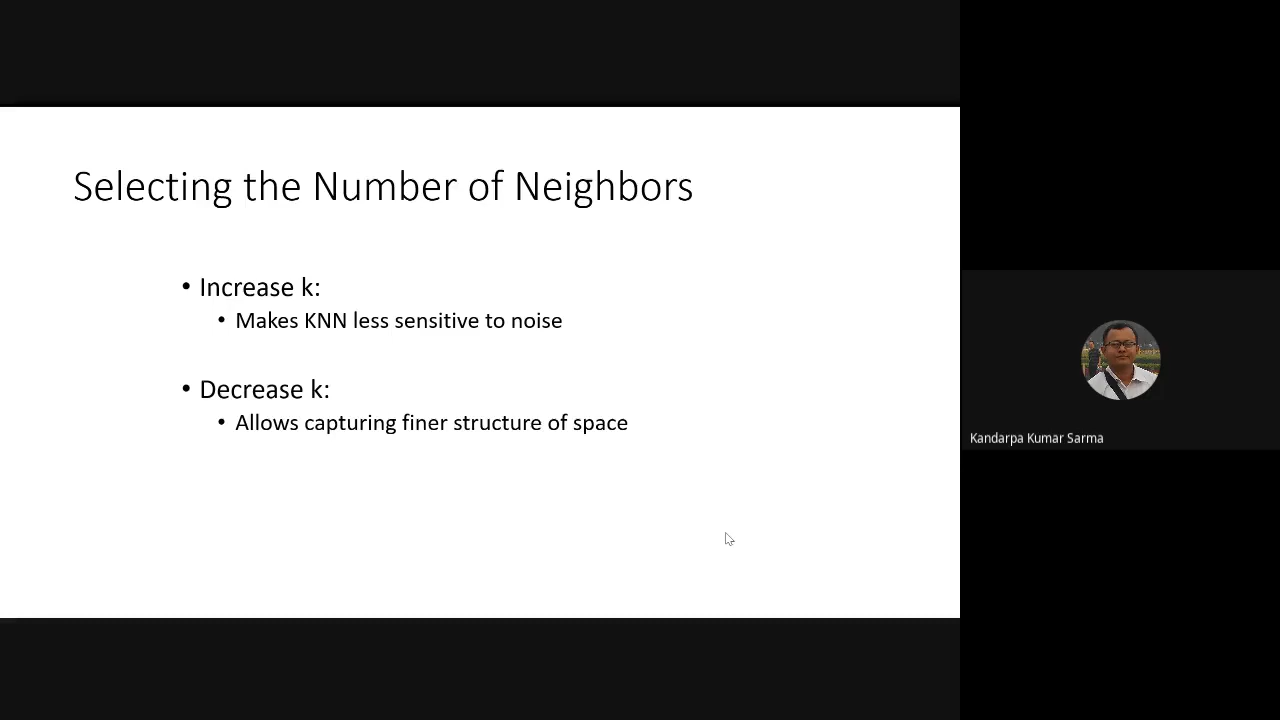 Selecting the Number of Neighbors
• Increase k:
• Makes KNN less sensitive to noise
• Decrease k:
• Allows capturing finer structure of space
Kandarpa Kumar Sarma